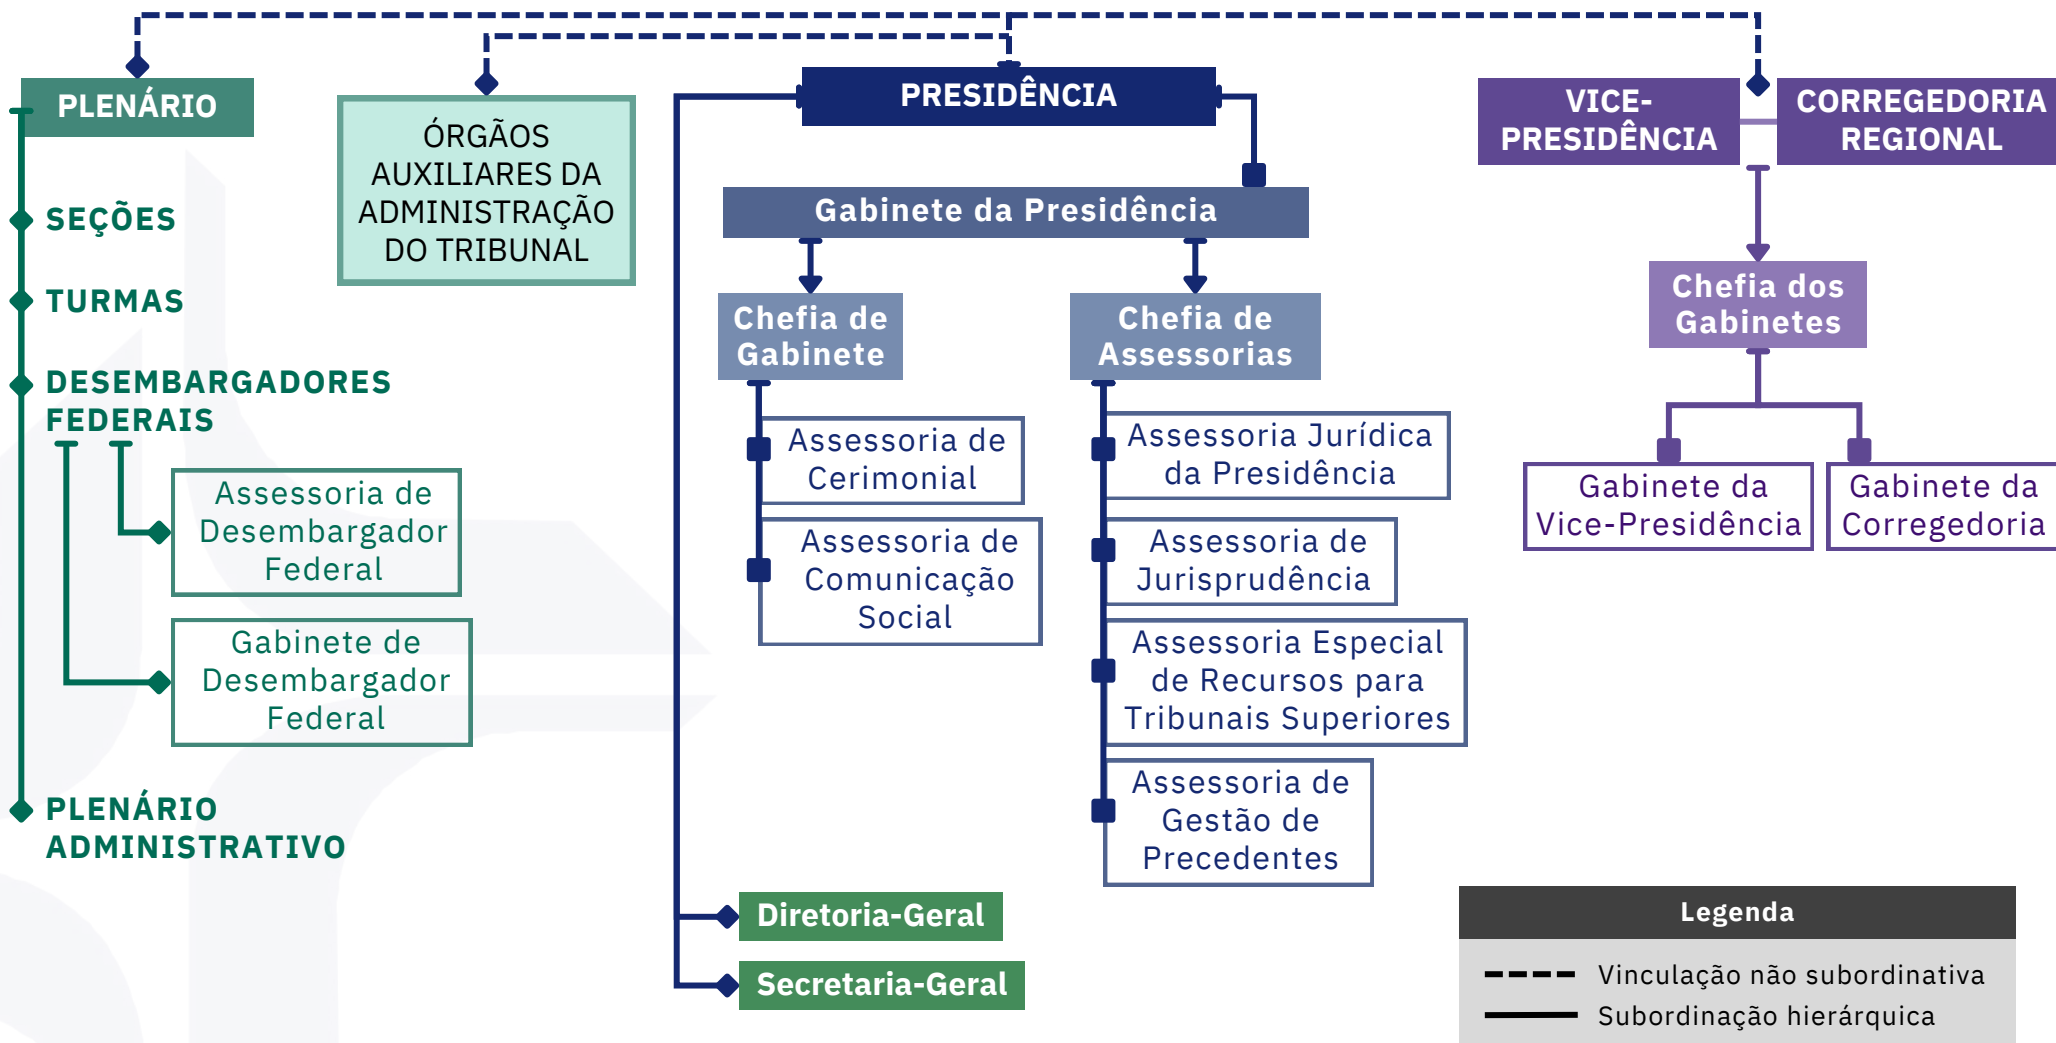 PLENÁRIO
SEÇÕES
TURMAS
DESEMBARGADORES
FEDERAIS
Assessoria de
Desembargador
Federal
Gabinete de
Desembargador
Federal
PLENÁRIO
ADMINISTRATIVO
ÓRGÃOS
AUXILIARES DA
ADMINISTRAÇÃO
DO TRIBUNAL
PRESIDÊNCIA
Gabinete da Presidência
Chefia de
Gabinete
Assessoria de
Cerimonial
Assessoria de
Comunicação
Social
Chefia de
Assessorias
Assessoria Jurídica
da Presidência
Assessoria de
Jurisprudência
Assessoria Especial
de Recursos para
Tribunais Superiores
Assessoria de
Gestão de
Precedentes
Diretoria-Geral
Secretaria-Geral
VICE-
PRESIDÊNCIA
CORREGEDORIA
REGIONAL
Chefia dos
Gabinetes
Gabinete da
Vice-Presidência
Gabinete da
Corregedoria
Legenda
Vinculação não subordinativa
Subordinação hierárquica